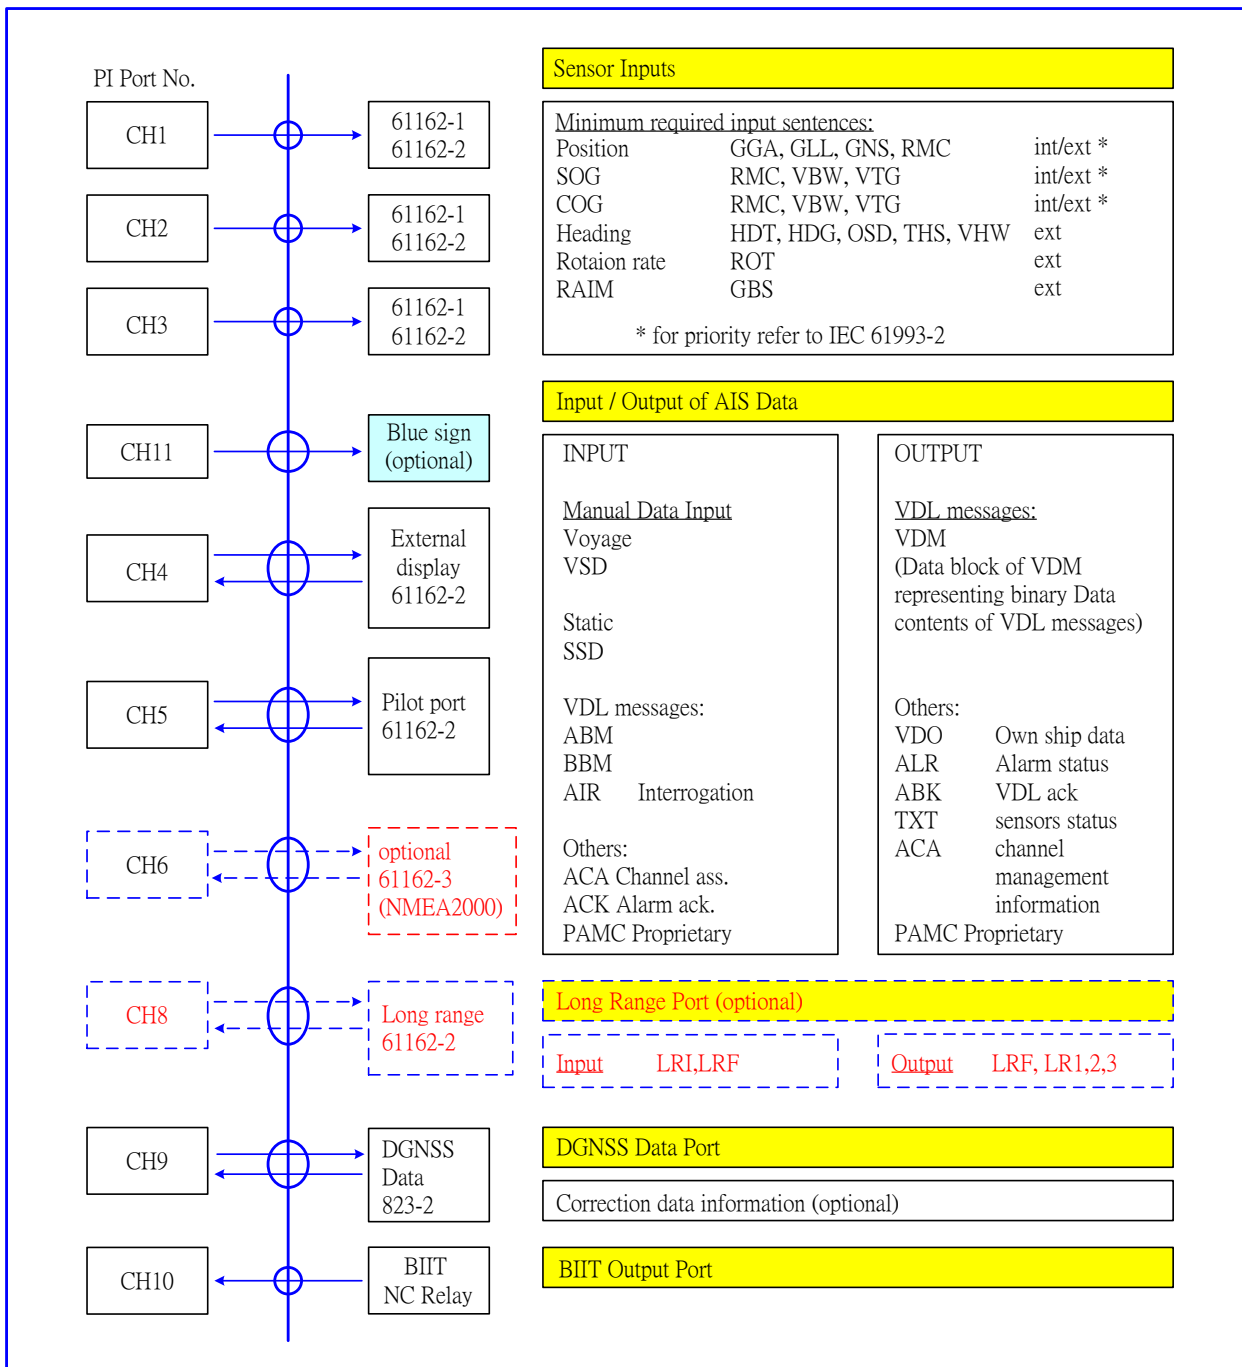 PI Port No.
CH1
61162-1
61162-2
CH2
61162-1
61162-2
CH3
61162-1
61162-2
CH11
Blue sign
(optional)
CH4
External
display
61162-2
CH5
Pilot port
61162-2
CH6
optional
61162-3
(NMEA2000)
CH8
Long range
61162-2
CH9
DGNSS
Data
823-2
CH10
BIIT
NC Relay
Sensor Inputs
Minimum required input sentences:
Position GGA, GLL, GNS, RMC int/ext *
SOG RMC, VBW, VTG int/ext *
COG RMC, VBW, VTG int/ext *
Heading HDT, HDG, OSD, THS, VHW ext
Rotaion rate ROT ext
RAIM GBS ext
* for priority refer to IEC 61993-2
Input / Output of AIS Data
INPUT
Manual Data Input
Voyage
VSD
Static
SSD
VDL messages:
ABM
BBM
AIR Interrogation
Others:
ACA Channel ass.
ACK Alarm ack.
PAMC Proprietary
OUTPUT
VDL messages:
VDM
(Data block of VDM
representing binary Data
contents of VDL messages)
Others:
VDO Own ship data
ALR Alarm status
ABK VDL ack
TXT sensors status
ACA channel
management
information
PAMC Proprietary
Long Range Port (optional)
Input LRI,LRF
Output LRF, LR1,2,3
DGNSS Data Port
Correction data information (optional)
BIIT Output Port